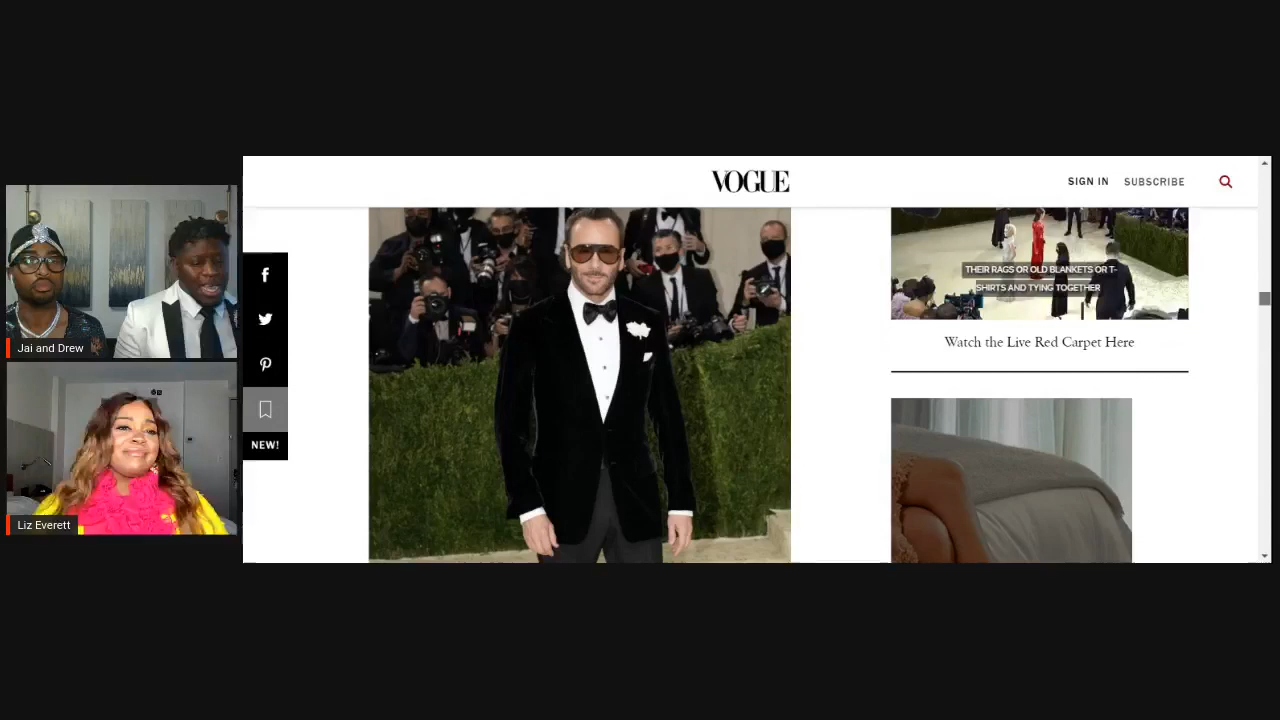 VOGUE
SIGN IN
SUBSCRIBE
THEIR RAGS OR OLD BLANKETS OR T-
SHIRTS AND TYING TOGETHER
Watch the Live Red Carpet Here
NEW!
Jai and Drew
Liz Everett